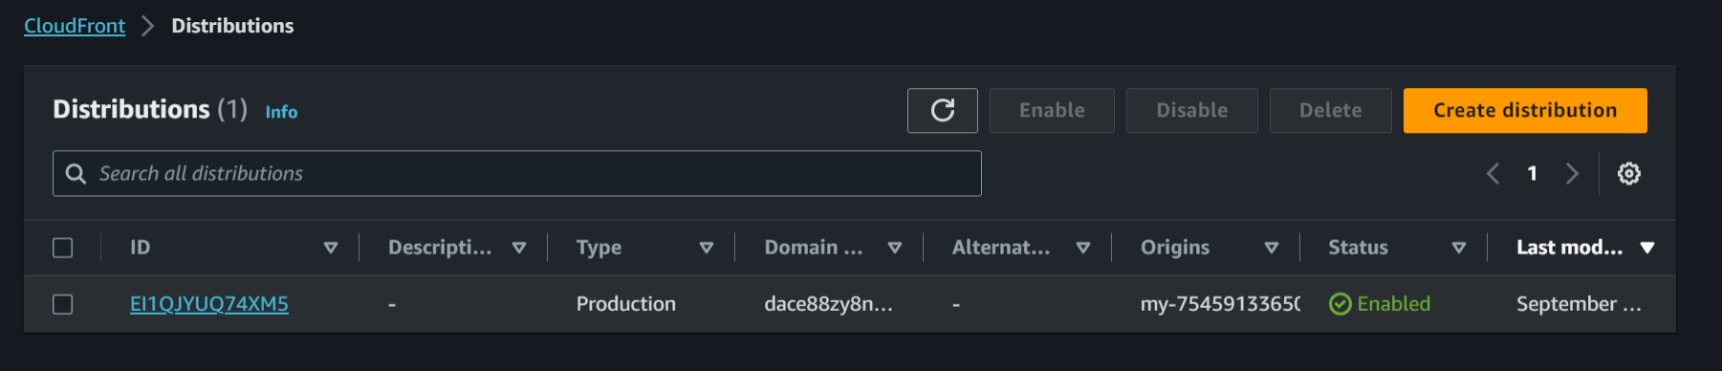 CloudFront > Distributions
Distributions (1) Info Enable Disable Delete Create distribution
Search all distributions 1
ID Descripti... Type Domain ... Alternat... Origins Status Last mod...
EI1QJYUQ74XM5 - Production dace88zy8n... - my-75459133650 Enabled September ...